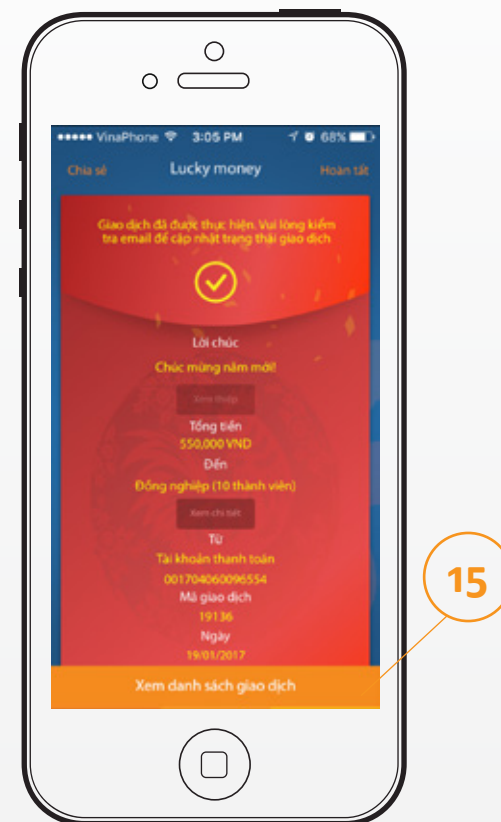 VinaPhone 3:05 PM 68%
Chia sẻ Lucky money Hoàn tất
Giao dịch đã được thực hiện. Vui lòng kiểm
tra email để cập nhật trạng thái giao dịch
Lời chúc
Chúc mừng năm mới!
Xem thiệp
Tổng tiền
550,000 VND
Đến
Đồng nghiệp (10 thành viên)
Xem chi tiết
Từ
Tài khoản thanh toán
001704060096554
Mã giao dịch
19136
Ngày
19/01/2017
Xem danh sách giao dịch
15